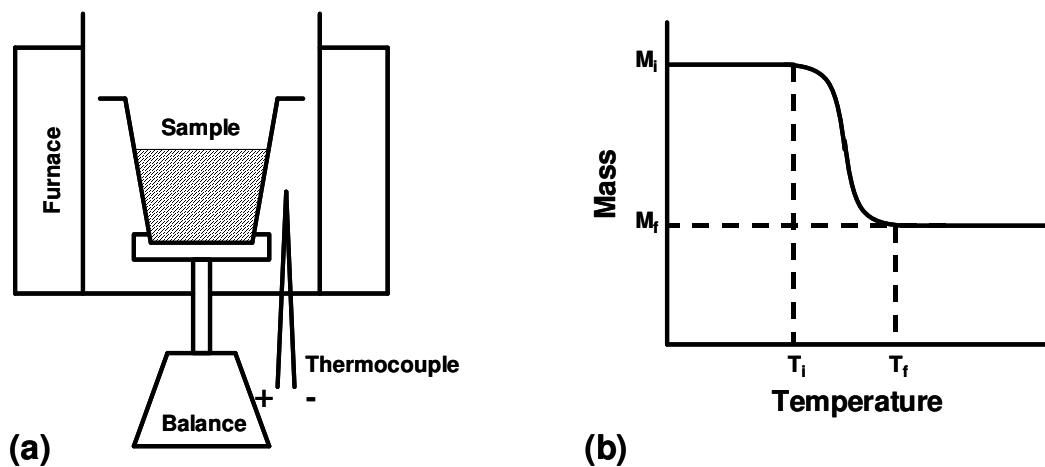 Furnace
Sample
Thermocouple
+ -
Balance
(a)
Mass
Mi
Mf
Ti
Tf
Temperature
(b)